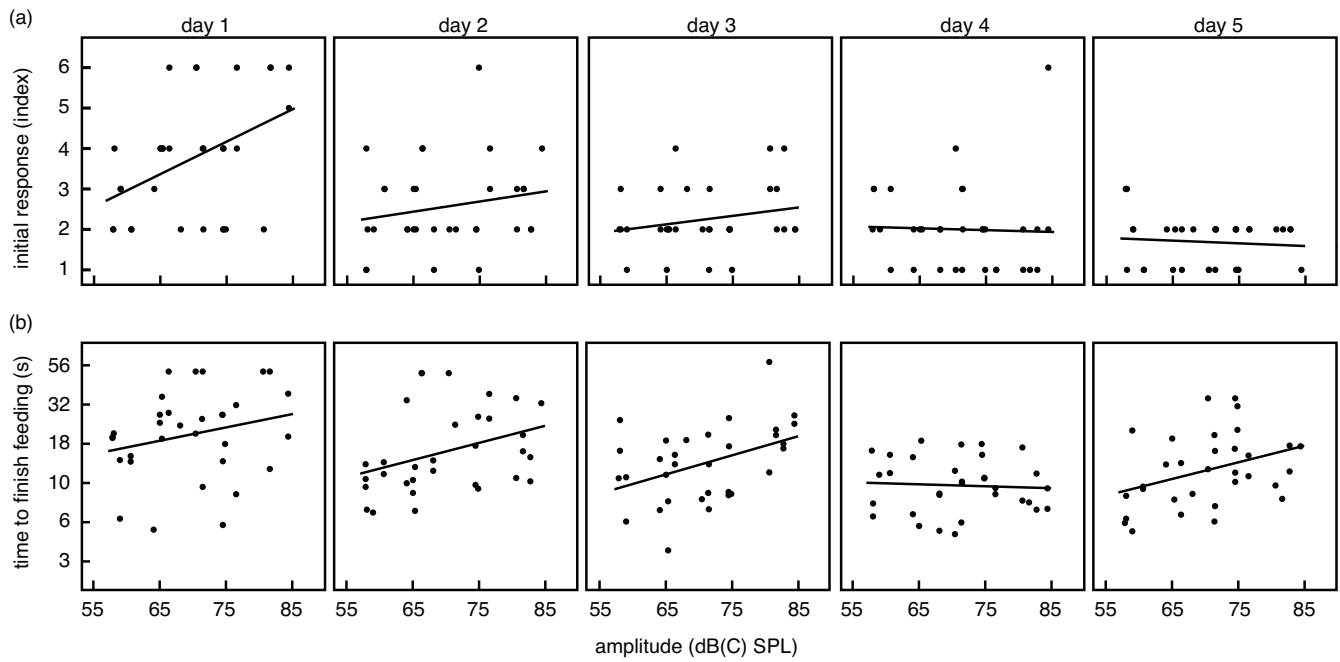 (a)
day 1 day 2 day 3 day 4 day 5
initial response (index)
6
5
4
3
2
1
(b)
time to finish feeding (s)
56
32
18
10
6
3
55 65 75 85 55 65 75 85 55 65 75 85 55 65 75 85 55 65 75 85
amplitude (dB(C) SPL)